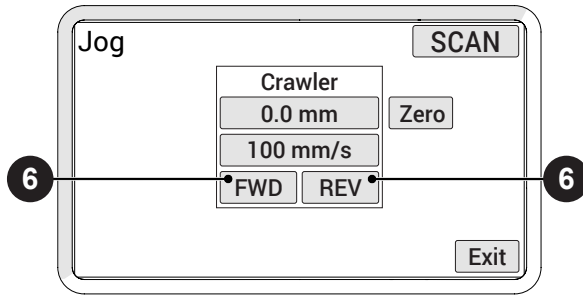 Jog
SCAN
Crawler
0.0 mm
Zero
100 mm/s
6
FWD
REV
6
Exit